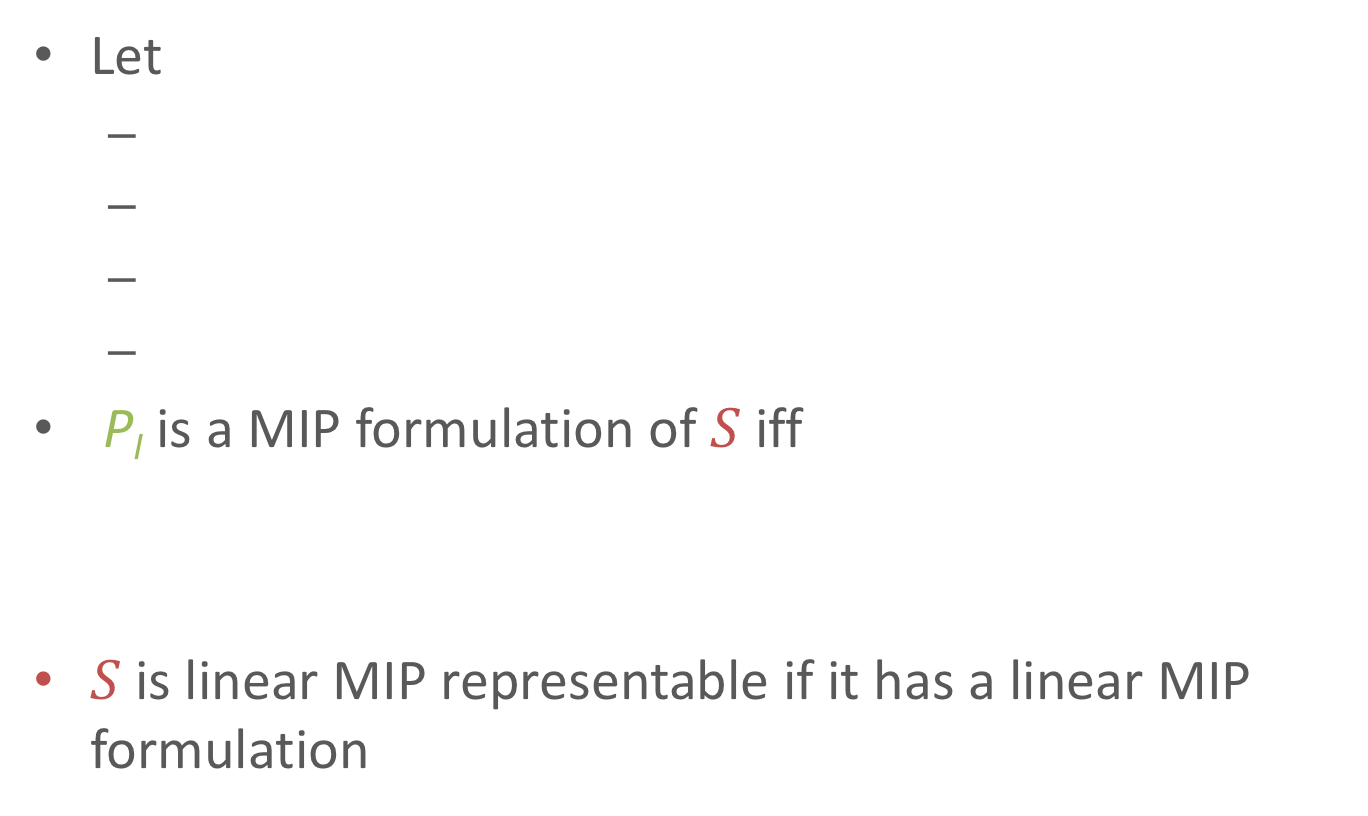 • Let
–
–
–
–
• P_I is a MIP formulation of S iff
• S is linear MIP representable if it has a linear MIP
formulation